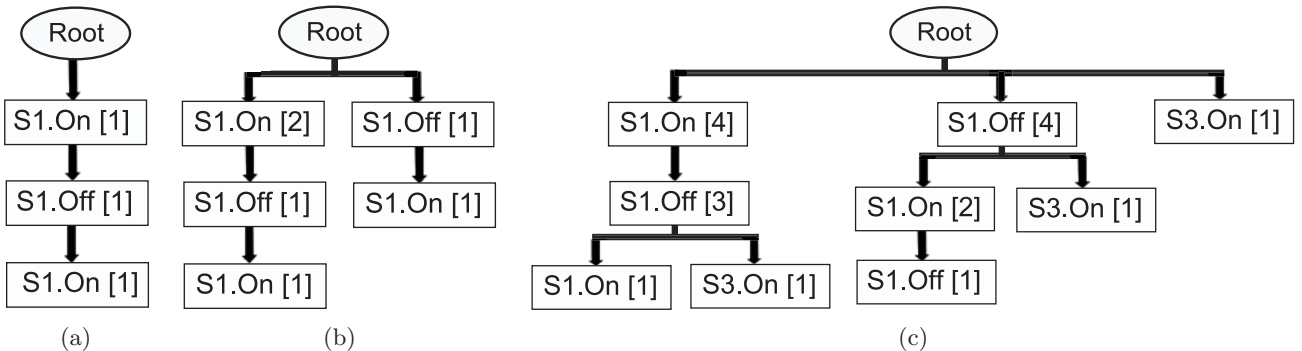 Root
S1.On [1]
S1.Off [1]
S1.On [1]
(a)
Root
S1.On [2]
S1.Off [1]
S1.Off [1]
S1.On [1]
S1.On [1]
(b)
Root
S1.On [4]
S1.Off [4]
S3.On [1]
S1.Off [3]
S1.On [2]
S3.On [1]
S1.On [1]
S3.On [1]
S1.Off [1]
(c)